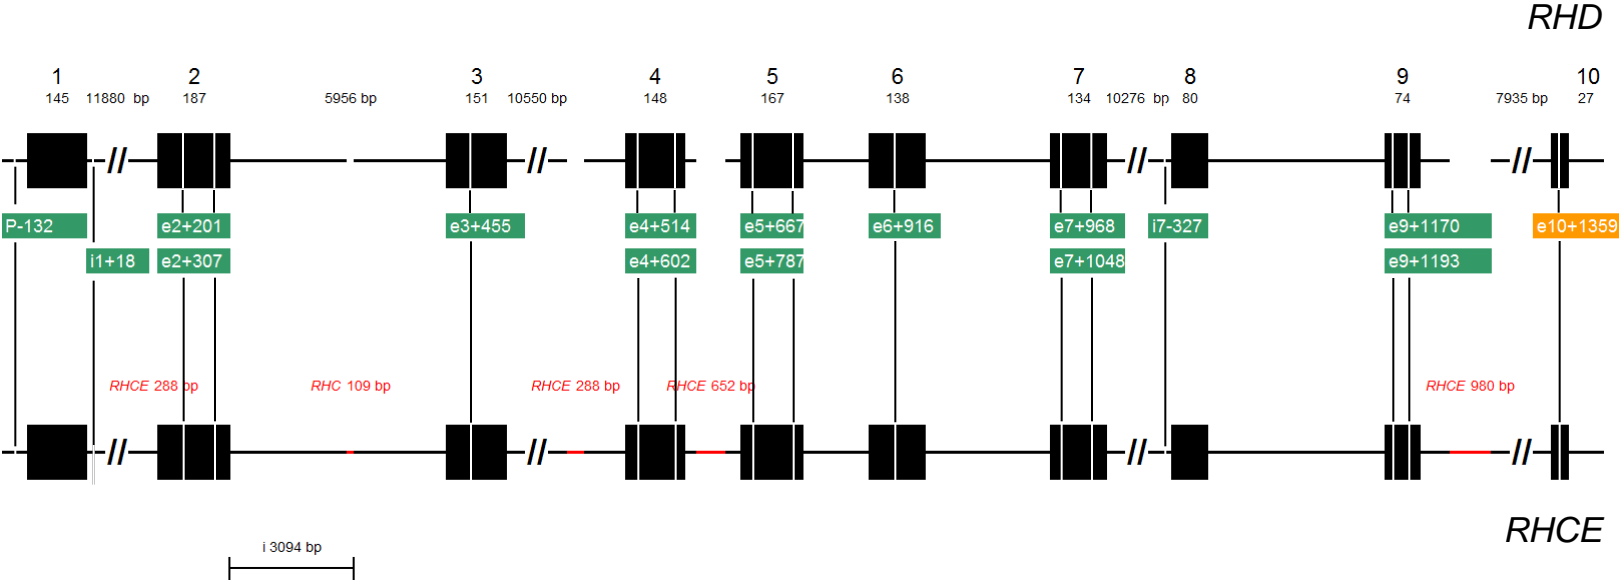 RHD
1 2 3 4 5 6 7 8 9 10
145 11880 bp 187 5956 bp 151 10550 bp 148 167 138 134 10276 bp 80 74 7935 bp 27
// // // //
P-132 e2+201 e3+455 e4+514 e5+667 e6+916 e7+968 i7-327 e9+1170 e10+1359
i1+18 e2+307 e4+602 e5+787 e7+1048 e9+1193
RHCE 288 bp RHC 109 bp RHCE 288 bp RHCE 652 bp RHCE 980 bp
// // // //
RHCE
i 3094 bp